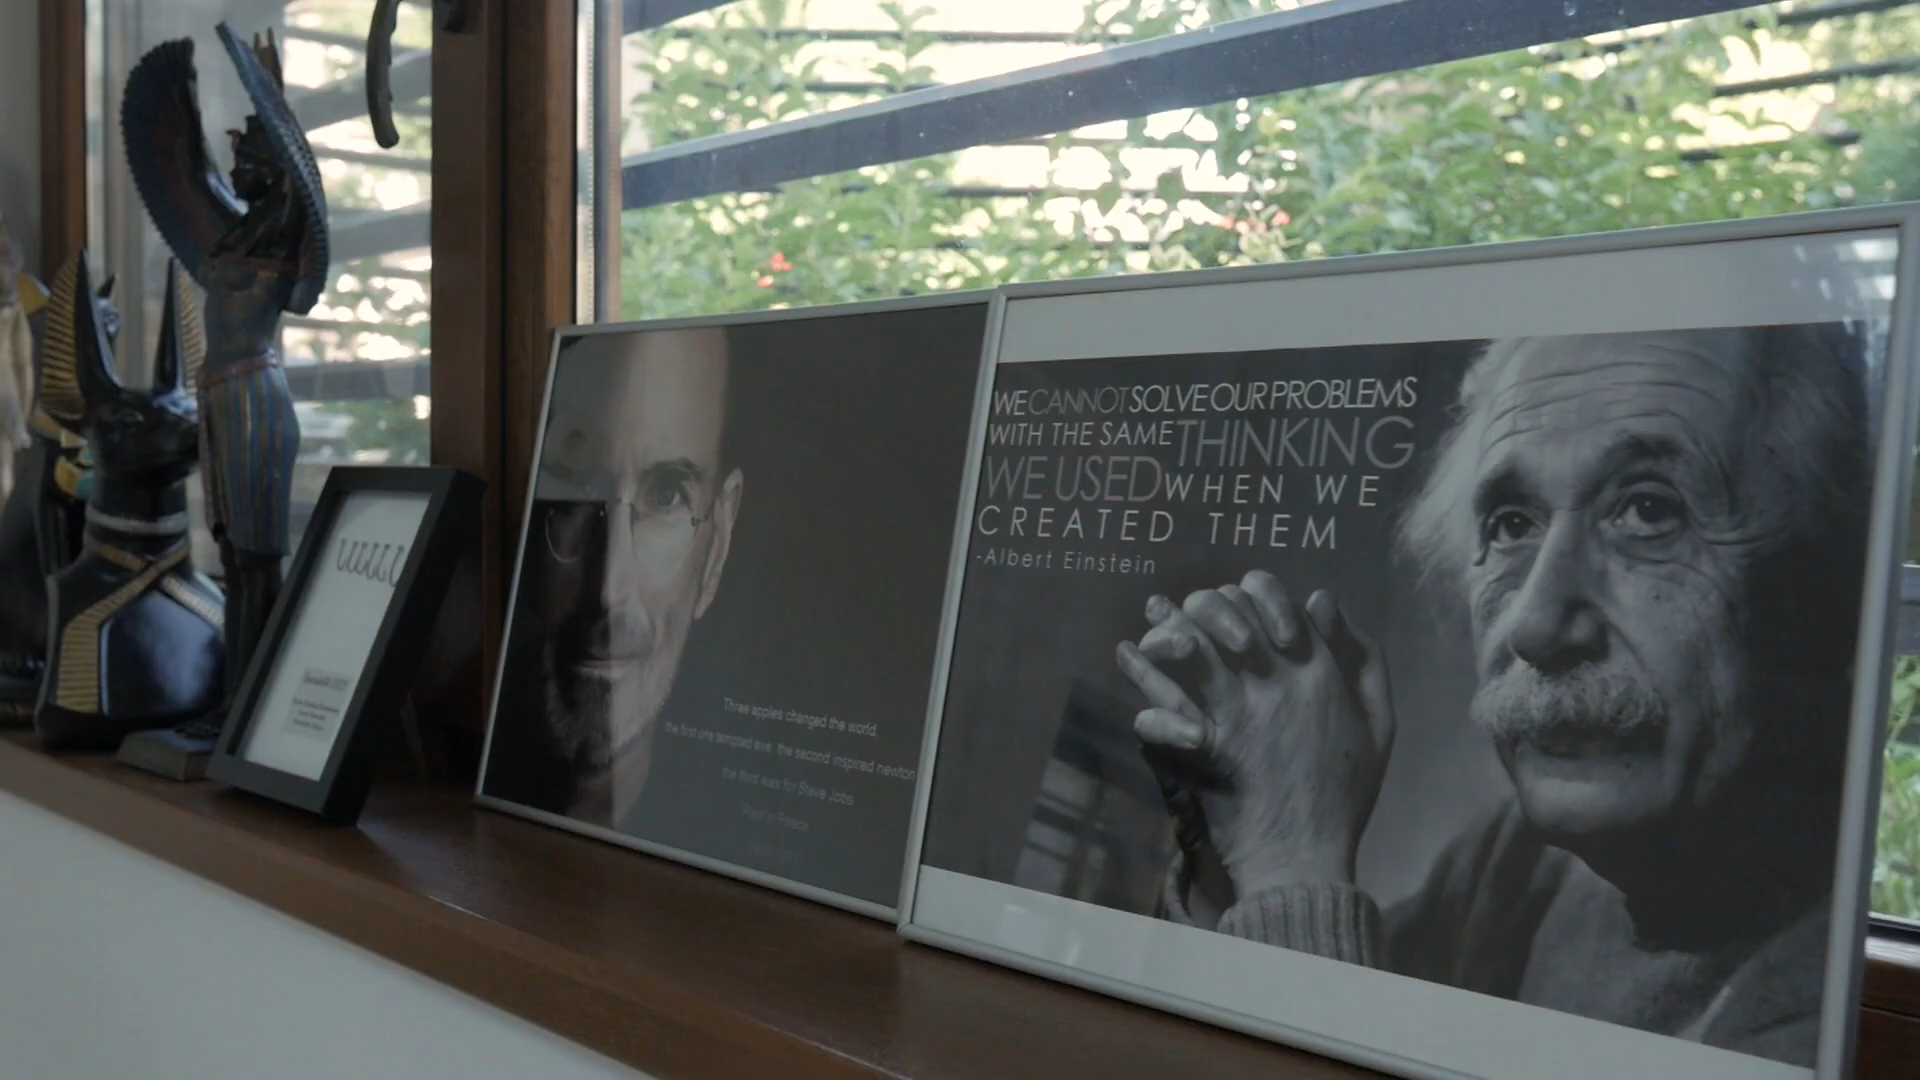 Three apples changed the world,
the first one tempted eve, the second inspired newton
the third was for Steve Jobs
Rest in Peace
WE CANNOT SOLVE OUR PROBLEMS
WITH THE SAME THINKING
WE USED WHEN WE
CREATED THEM
-Albert Einstein